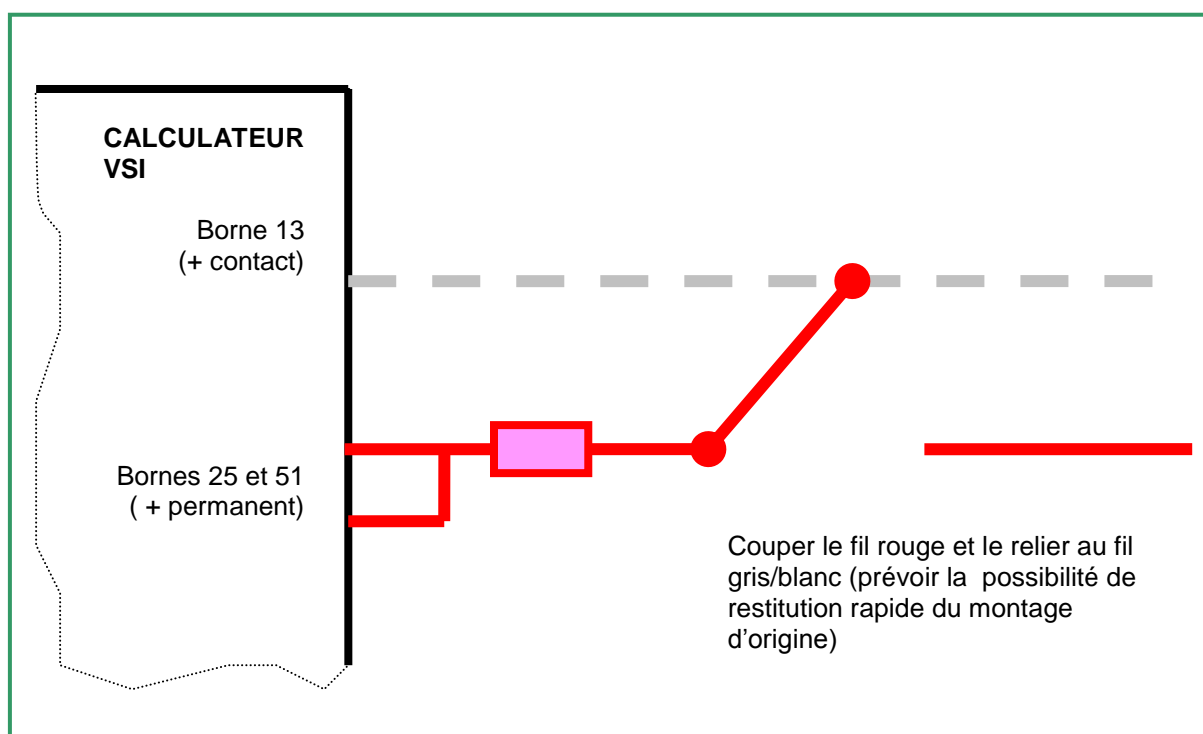 CALCULATEUR
VSI
Borne 13
(+ contact)
Bornes 25 et 51
( + permanent)
Couper le fil rouge et le relier au fil
gris/blanc (prévoir la  possibilité de
restitution rapide du montage
d'origine)